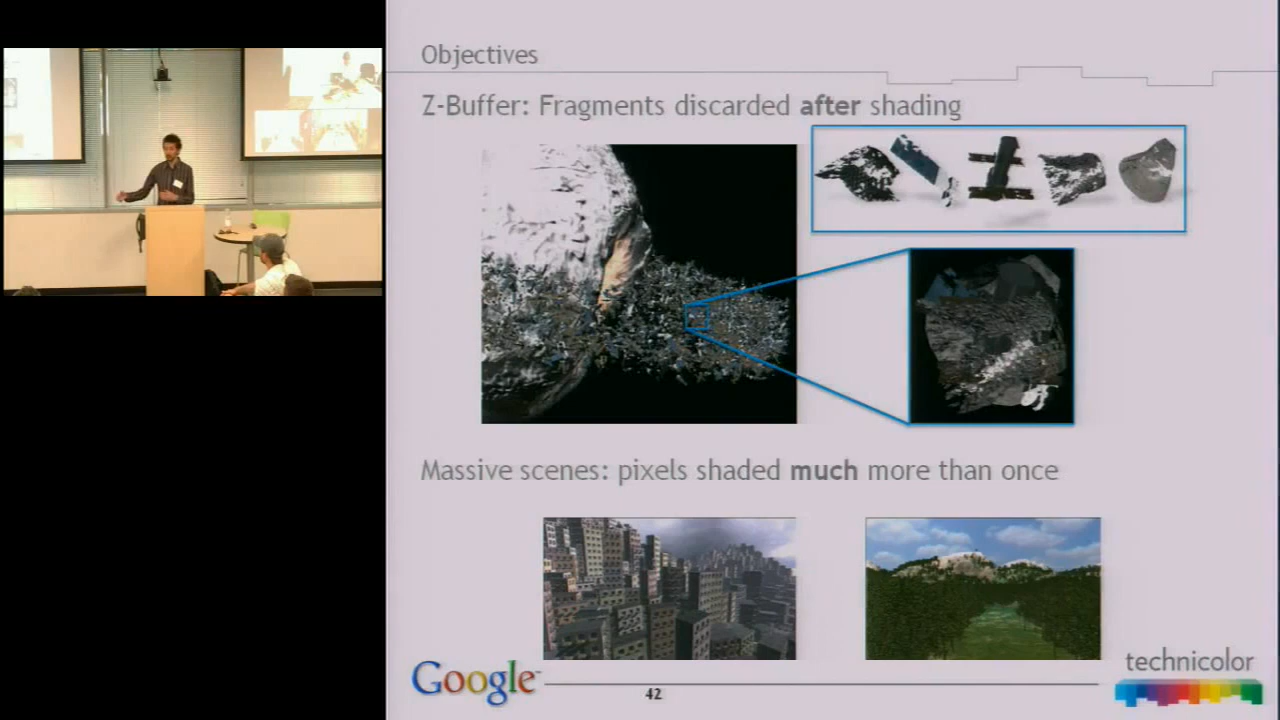 Objectives
Z-Buffer: Fragments discarded after shading
Massive scenes: pixels shaded much more than once
Google
42
technicolor